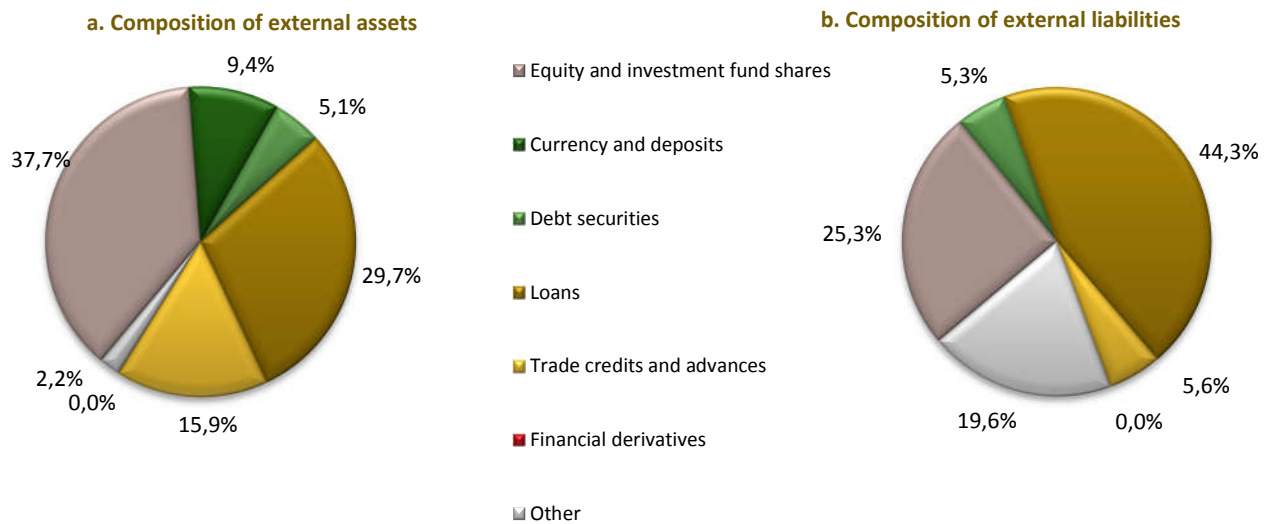 a. Composition of external assets
9,4%
5,1%
37,7%
29,7%
2,2%
0,0%
15,9%
Equity and investment fund shares
Currency and deposits
Debt securities
Loans
Trade credits and advances
Financial derivatives
Other
b. Composition of external liabilities
5,3%
44,3%
25,3%
5,6%
19,6%
0,0%